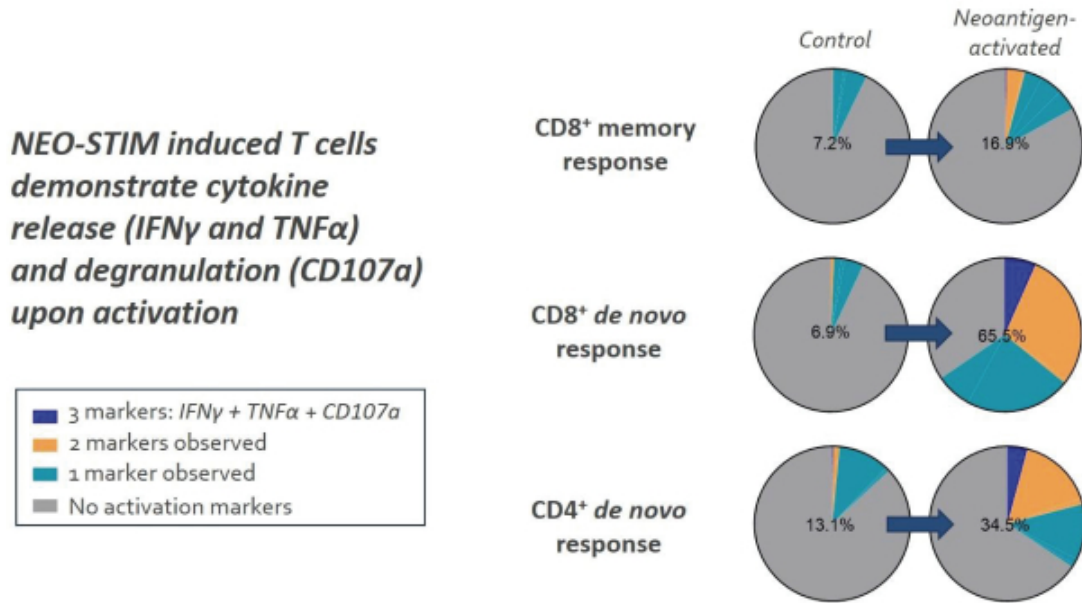 Control
Neoantigen-
activated
NEO-STIM induced T cells
demonstrate cytokine
release (IFNγ and TNFα)
and degranulation (CD107a)
upon activation
CD8⁺ memory
response
7.2%
16.9%
CD8⁺ de novo
response
6.9%
65.5%
3 markers: IFNγ + TNFα + CD107a
2 markers observed
1 marker observed
No activation markers
CD4⁺ de novo
response
13.1%
34.5%